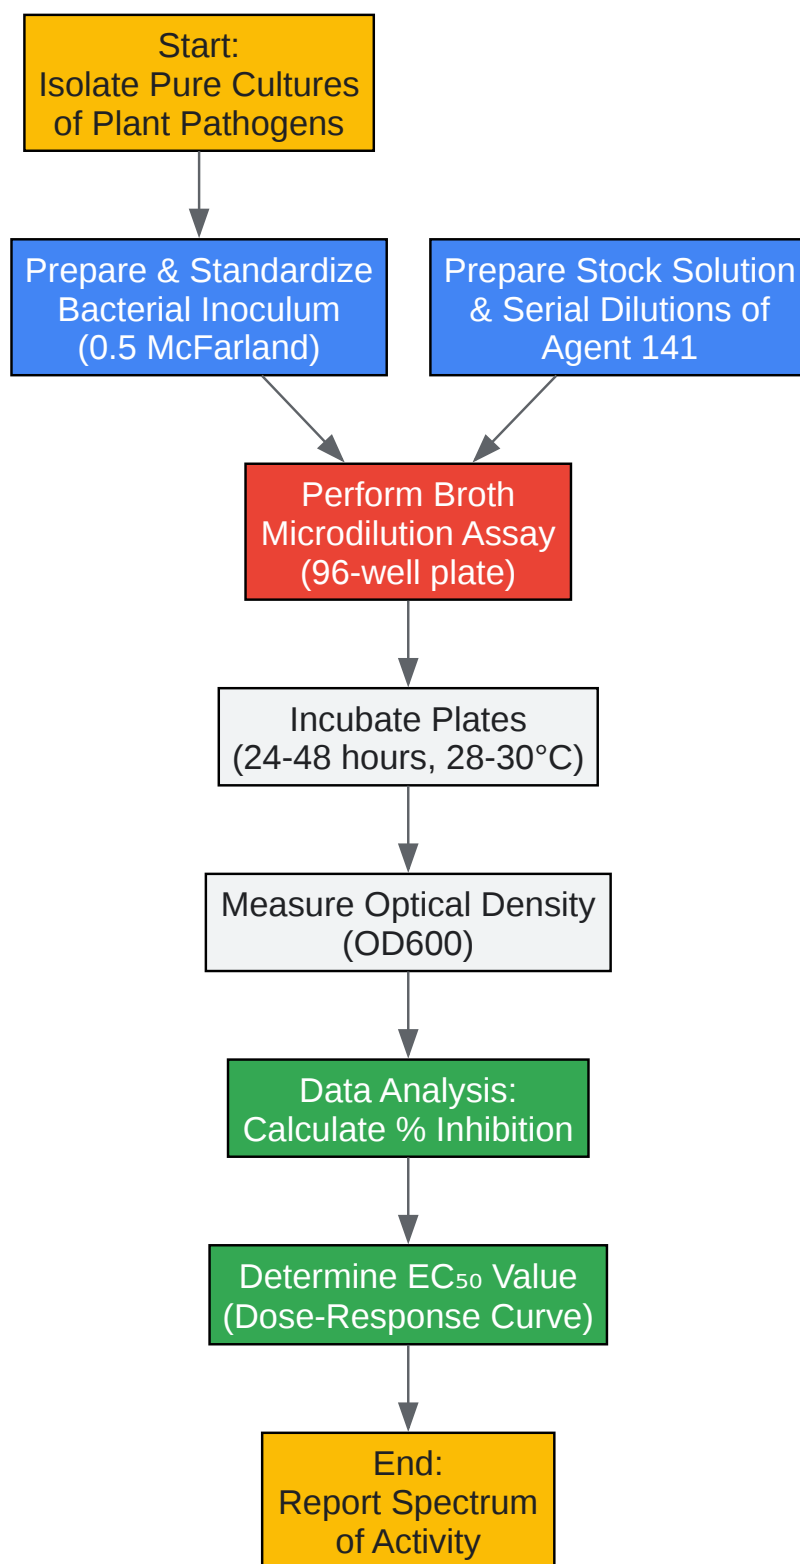 Start:
Isolate Pure Cultures
of Plant Pathogens
Prepare & Standardize
Bacterial Inoculum
(0.5 McFarland)
Prepare Stock Solution
& Serial Dilutions of
Agent 141
Perform Broth
Microdilution Assay
(96-well plate)
Incubate Plates
(24-48 hours, 28-30°C)
Measure Optical Density
(OD600)
Data Analysis:
Calculate % Inhibition
Determine EC₅₀ Value
(Dose-Response Curve)
End:
Report Spectrum
of Activity